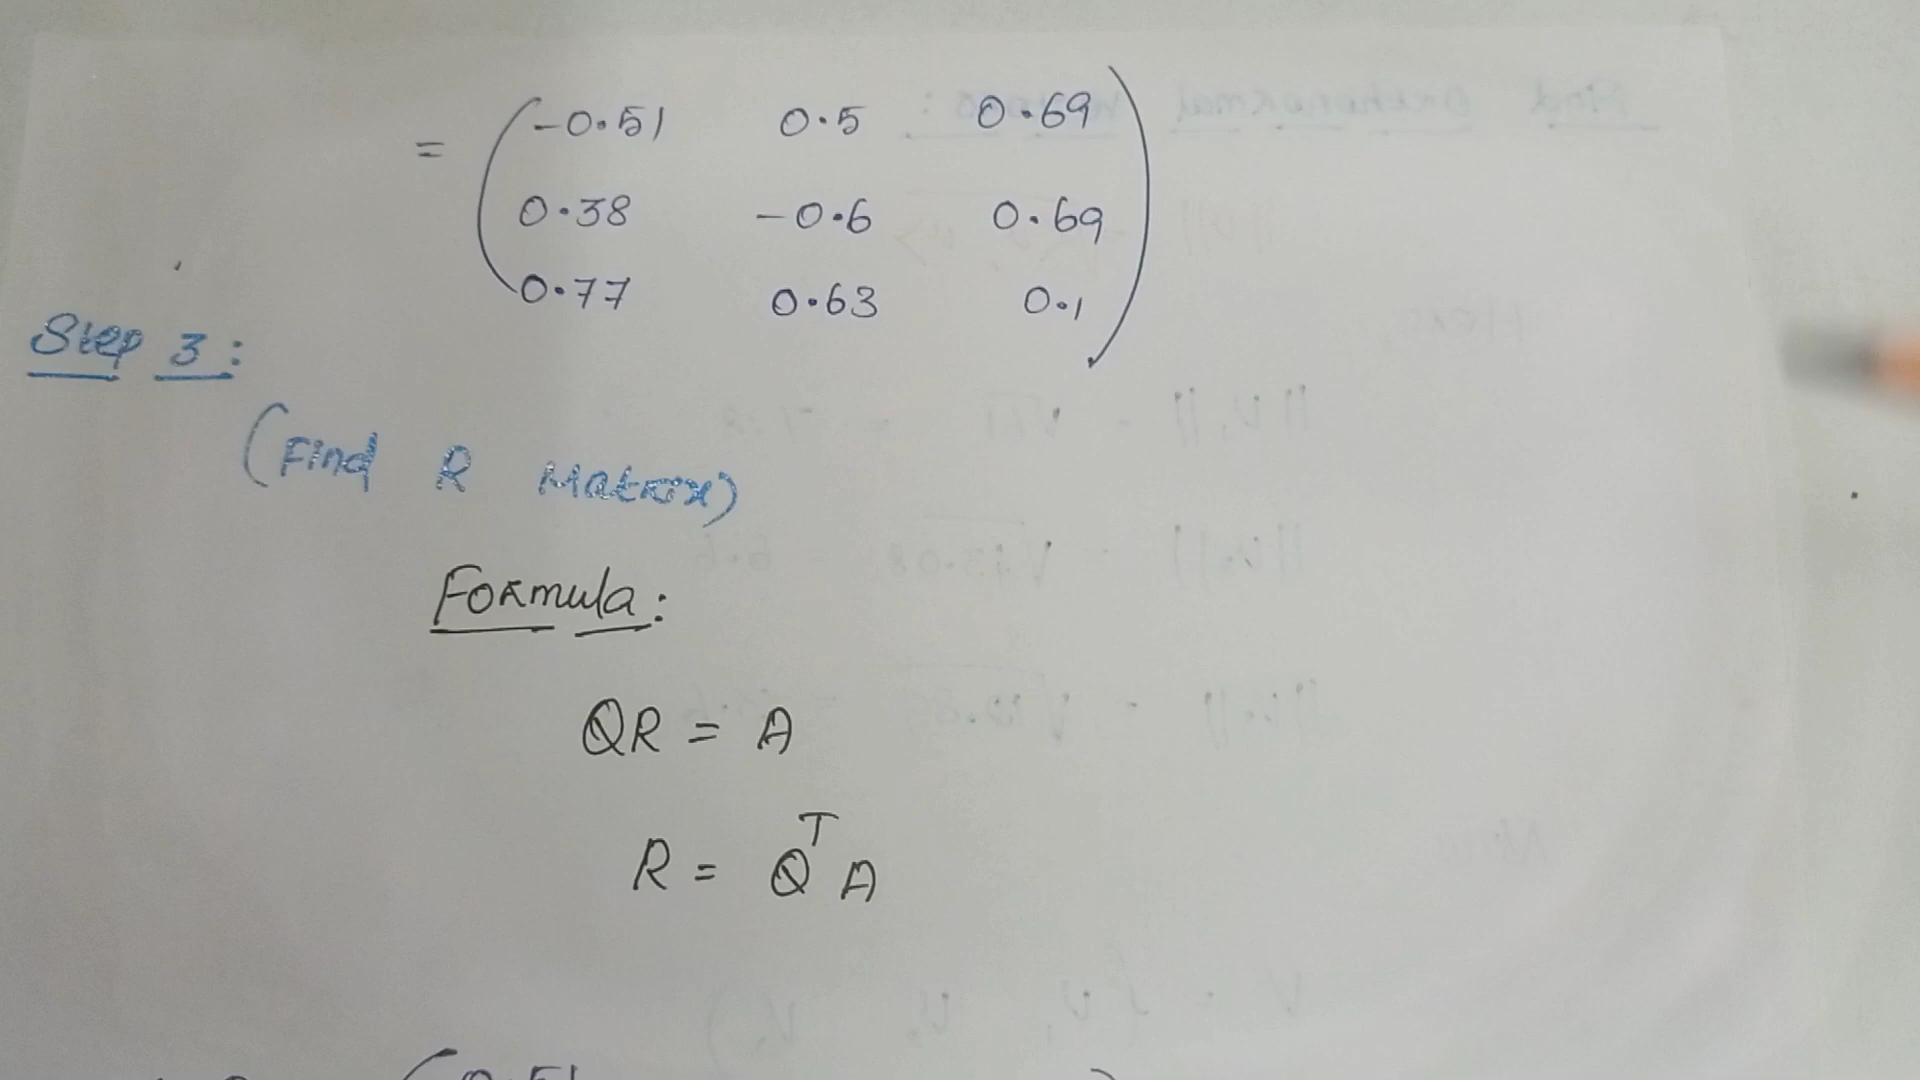 = (-0.51 0.5 0.69
0.38 -0.6 0.69
0.77 0.63 0.1)
Step 3:
(Find R Matrix)
Formula:
QR = A
R = Q^T A